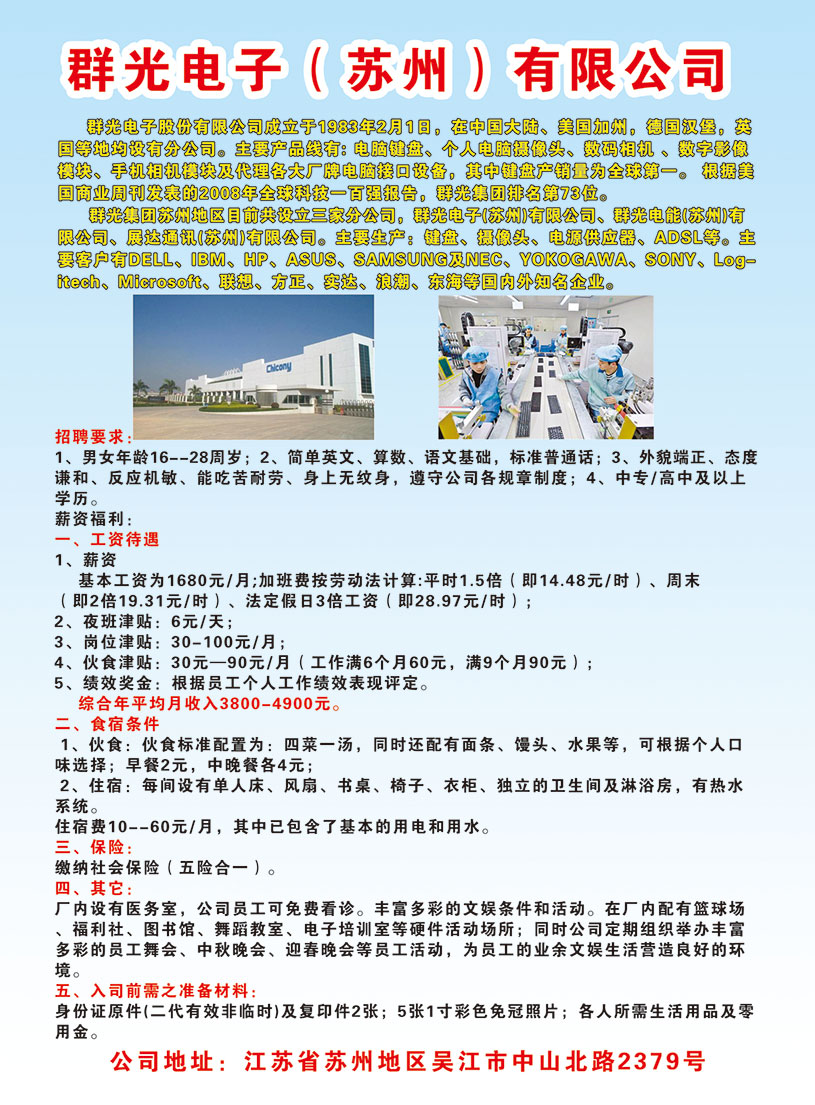 群光电子（苏州）有限公司
群光电子股份有限公司成立于1983年2月1日，在中国大陆、美国加州，德国汉堡，英
国等地均设有分公司。主要产品线有: 电脑键盘、个人电脑摄像头、数码相机 、数字影像
模块、手机相机模块及代理各大厂牌电脑接口设备，其中键盘产销量为全球第一。 根据美
国商业周刊发表的2008年全球科技一百强报告，群光集团排名第73位。
群光集团苏州地区目前共设立三家分公司，群光电子(苏州)有限公司、群光电能(苏州)有
限公司、展达通讯(苏州)有限公司。主要生产：键盘、摄像头、电源供应器、ADSL等。主
要客户有DELL、IBM、HP、ASUS、SAMSUNG及NEC、YOKOGAWA、SONY、Log-
itech、Microsoft、联想、方正、实达、浪潮、东海等国内外知名企业。
Chicony
招聘要求：
1、男女年龄16--28周岁；2、简单英文、算数、语文基础，标准普通话；3、外貌端正、态度
谦和、反应机敏、能吃苦耐劳、身上无纹身，遵守公司各规章制度；4、中专/高中及以上
学历。
薪资福利：
一、工资待遇
1、薪资
基本工资为1680元/月;加班费按劳动法计算:平时1.5倍（即14.48元/时）、周末
（即2倍19.31元/时）、法定假日3倍工资（即28.97元/时）；
2、夜班津贴：6元/天；
3、岗位津贴：30-100元/月；
4、伙食津贴：30元—90元/月（工作满6个月60元，满9个月90元）；
5、绩效奖金：根据员工个人工作绩效表现评定。
综合年平均月收入3800-4900元。
二、食宿条件
1、伙食：伙食标准配置为：四菜一汤，同时还配有面条、馒头、水果等，可根据个人口
味选择；早餐2元，中晚餐各4元；
2、住宿：每间设有单人床、风扇、书桌、椅子、衣柜、独立的卫生间及淋浴房，有热水
系统。
住宿费10--60元/月，其中已包含了基本的用电和用水。
三、保险：
缴纳社会保险（五险合一）。
四、其它：
厂内设有医务室，公司员工可免费看诊。丰富多彩的文娱条件和活动。在厂内配有篮球场
、福利社、图书馆、舞蹈教室、电子培训室等硬件活动场所；同时公司定期组织举办丰富
多彩的员工舞会、中秋晚会、迎春晚会等员工活动，为员工的业余文娱生活营造良好的环
境。
五、入司前需之准备材料：
身份证原件(二代有效非临时)及复印件2张；5张1寸彩色免冠照片；各人所需生活用品及零
用金。
公司地址：江苏省苏州地区吴江市中山北路2379号